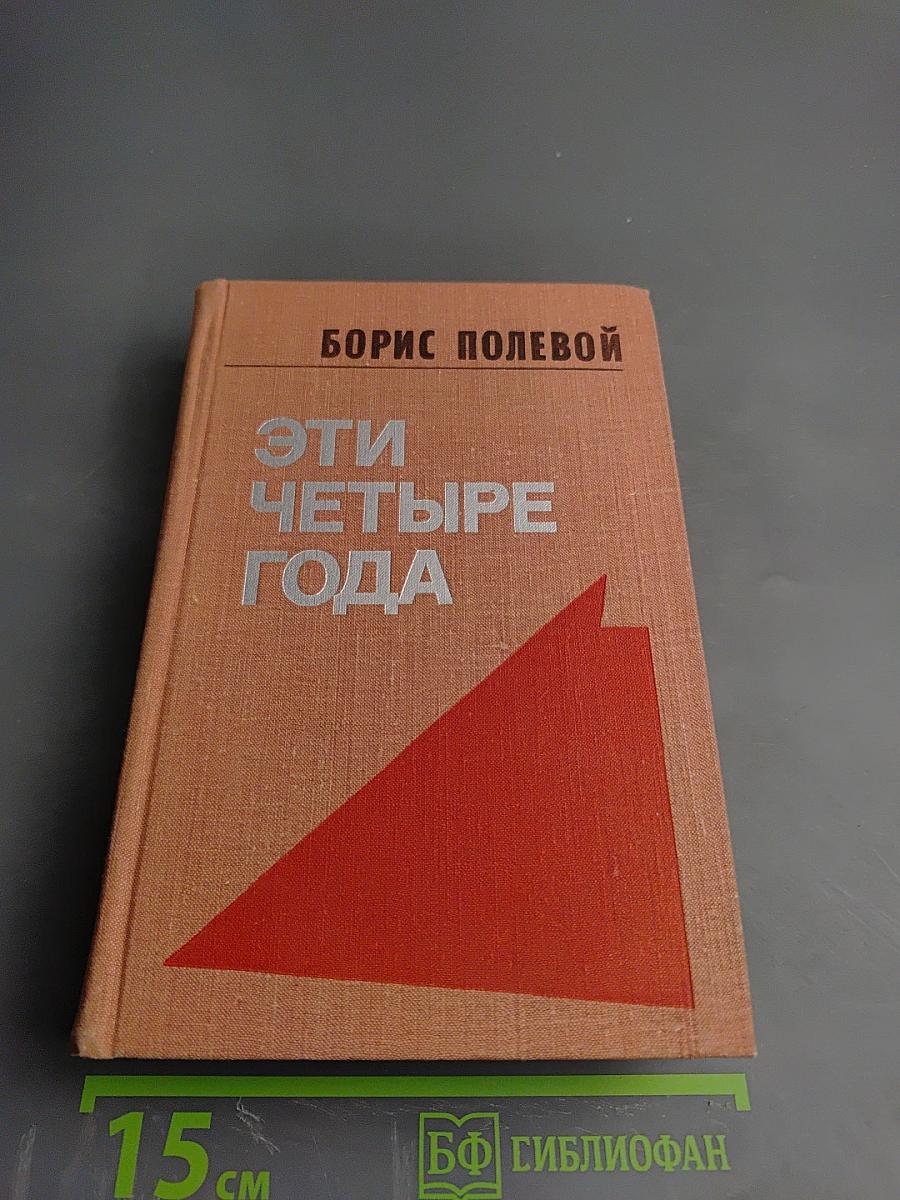 БОРИС ПОЛЕВОЙ
ЭТИ
ЧЕТЫРЕ
ГОДА
15 СМ
БФ БИБЛИОФАН